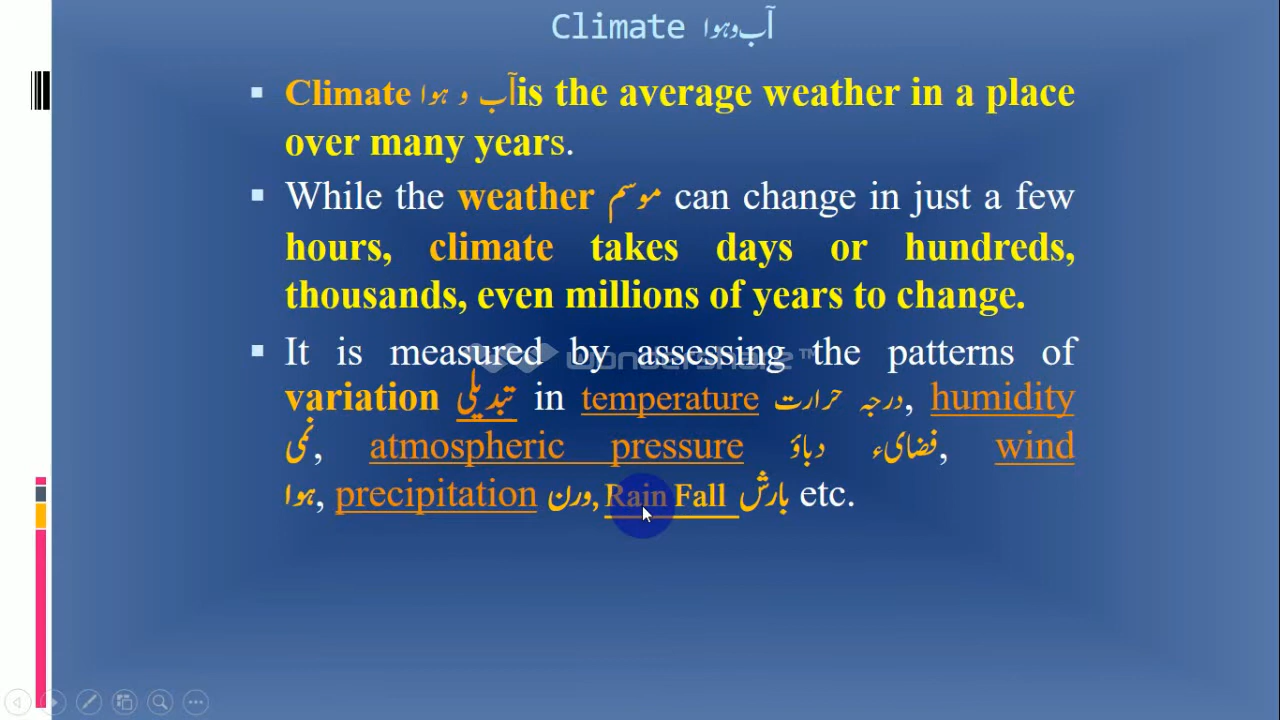 Climate آب و ہوا
Climate آب و ہوا is the average weather in a place
over many years.
While the weather موسم can change in just a few
hours, climate takes days or hundreds,
thousands, even millions of years to change.
It is measured by assessing the patterns of
variation تبدیلی in temperature درجہ حرارت, humidity
نمی, atmospheric pressure فضایء دباؤ, wind
ہوا, precipitation ورن, Rain Fall بارش etc.
wondershare™